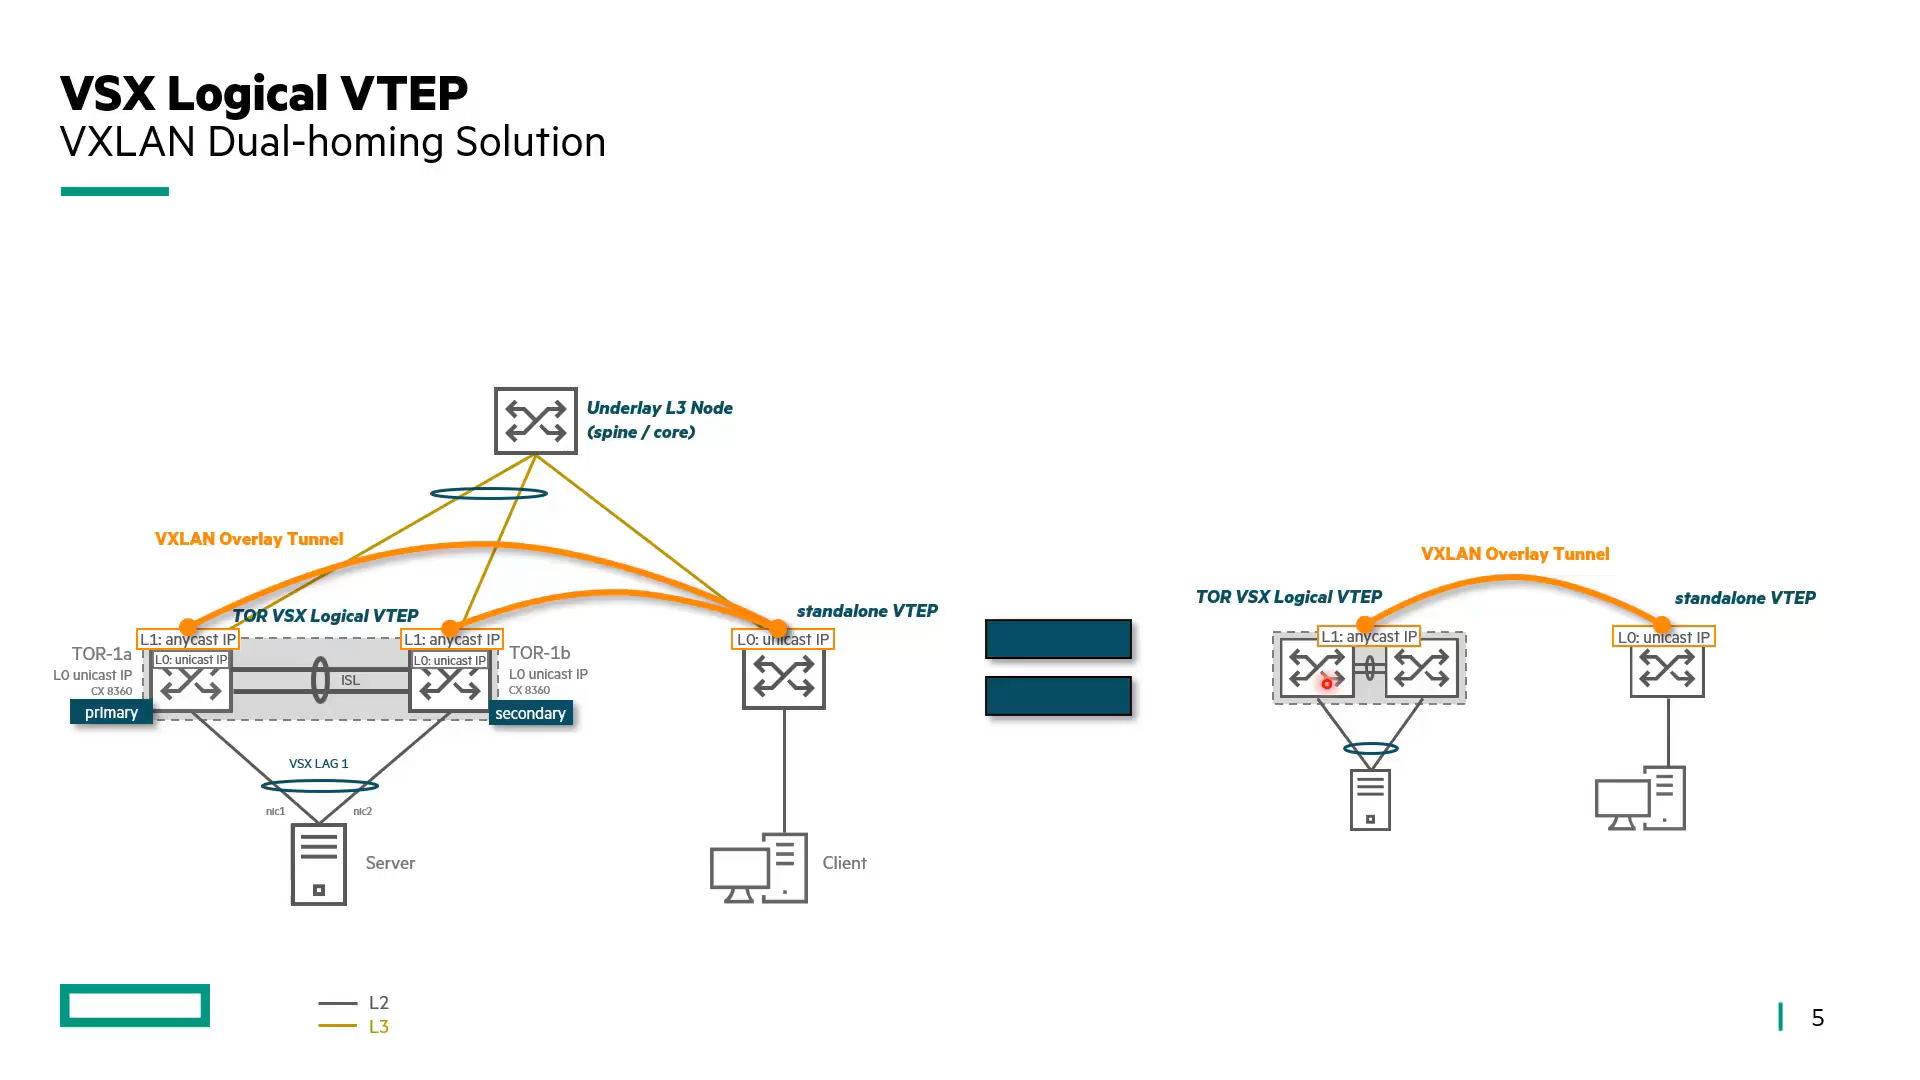 VSX Logical VTEP
VXLAN Dual-homing Solution
Underlay L3 Node
(spine / core)
VXLAN Overlay Tunnel
TOR VSX Logical VTEP
standalone VTEP
L1: anycast IP
L1: anycast IP
L0: unicast IP
TOR-1a
L0 unicast IP
CX 8360
primary
L0: unicast IP
ISL
L0: unicast IP
TOR-1b
L0 unicast IP
CX 8360
secondary
VSX LAG 1
nic1
nic2
Server
Client
VXLAN Overlay Tunnel
TOR VSX Logical VTEP
standalone VTEP
L1: anycast IP
L0: unicast IP
L2
L3
5